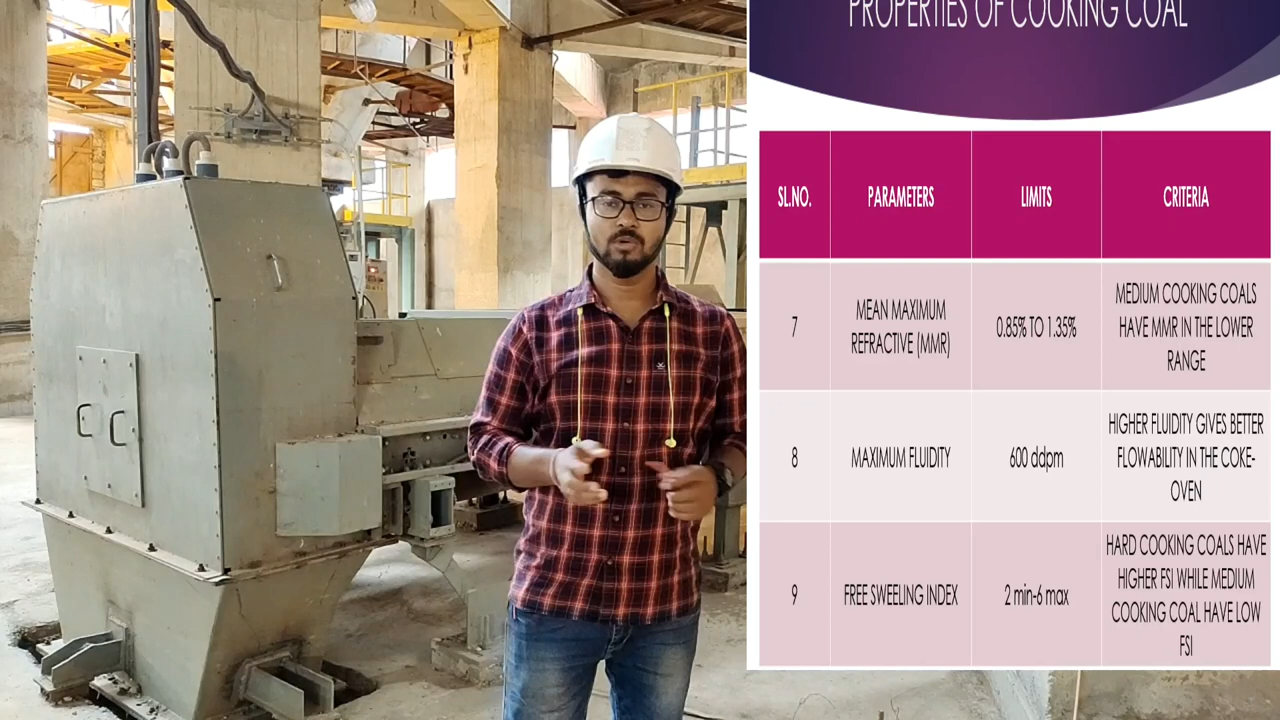 PROPERTIES OF COOKING COAL
SL.NO.
PARAMETERS
LIMITS
CRITERIA
7
MEAN MAXIMUM
REFRACTIVE (MMR)
0.85% TO 1.35%
MEDIUM COOKING COALS
HAVE MMR IN THE LOWER
RANGE
8
MAXIMUM FLUIDITY
600 ddpm
HIGHER FLUIDITY GIVES BETTER
FLOWABILITY IN THE COKE-
OVEN
9
FREE SWEELING INDEX
2 min-6 max
HARD COOKING COALS HAVE
HIGHER FSI WHILE MEDIUM
COOKING COAL HAVE LOW
FSI